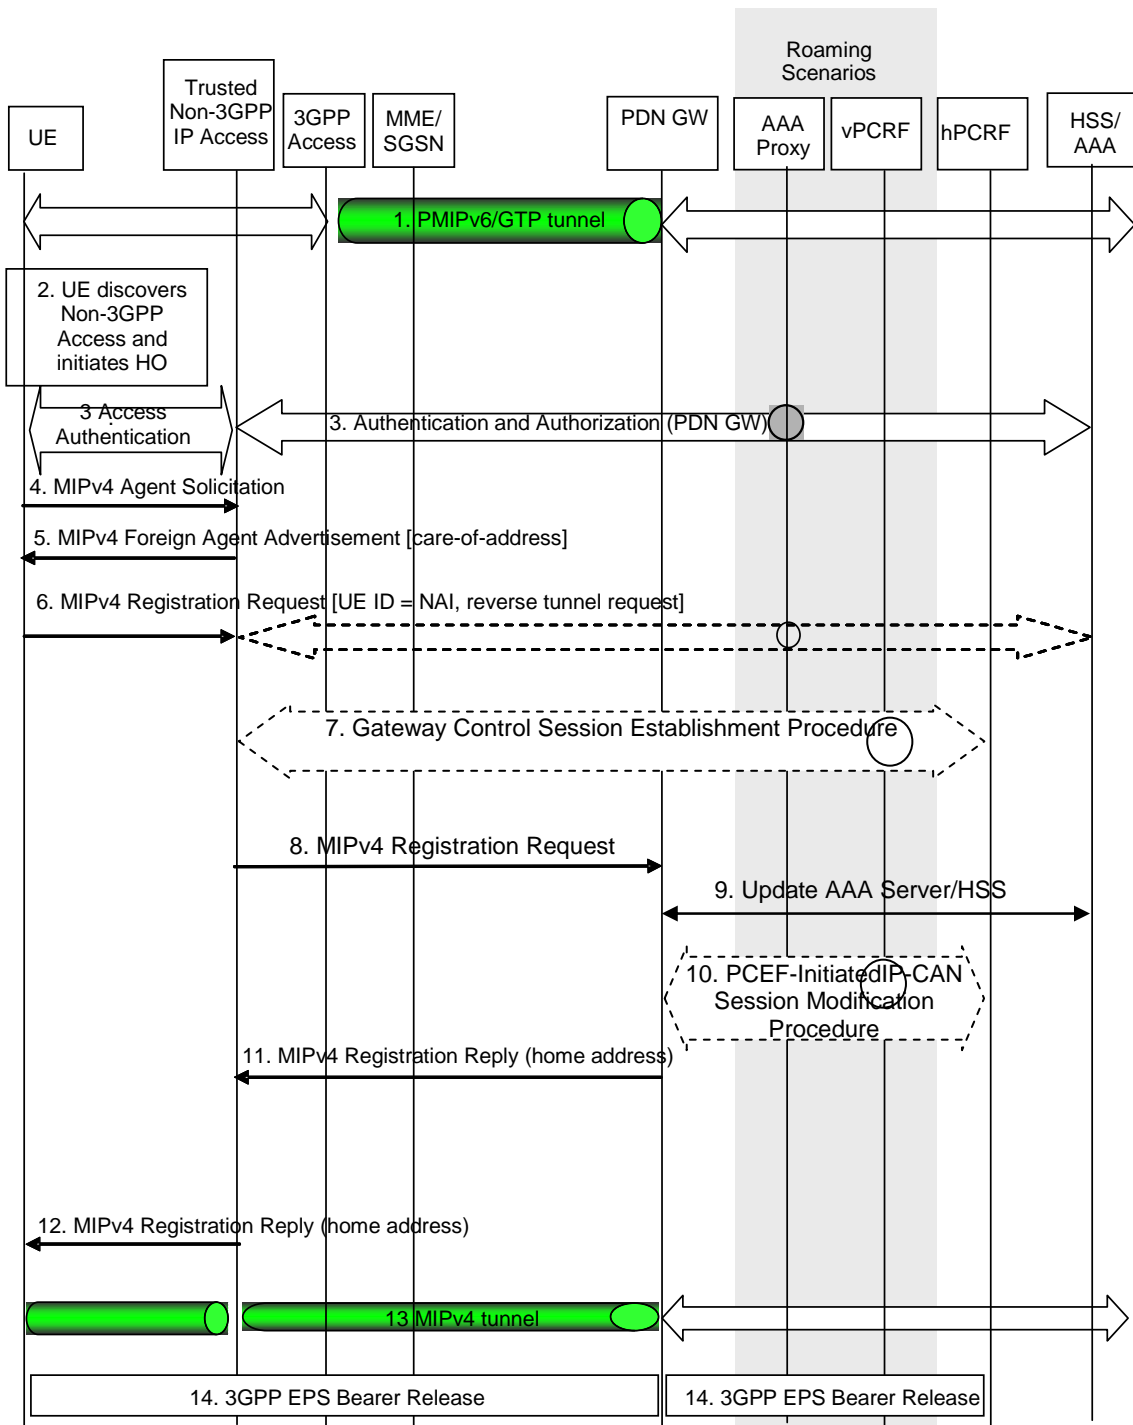 Roaming
Scenarios
UE
Trusted
Non-3GPP
IP Access
3GPP
Access
MME/
SGSN
PDN GW
AAA
Proxy
vPCRF
hPCRF
HSS/
AAA
1. PMIPv6/GTP tunnel
2. UE discovers
Non-3GPP
Access and
initiates HO
3 Access
Authentication
3. Authentication and Authorization (PDN GW)
4. MIPv4 Agent Solicitation
5. MIPv4 Foreign Agent Advertisement [care-of-address]
6. MIPv4 Registration Request [UE ID = NAI, reverse tunnel request]
7. Gateway Control Session Establishment Procedure
8. MIPv4 Registration Request
9. Update AAA Server/HSS
10. PCEF-InitiatedIP-CAN
Session Modification
Procedure
11. MIPv4 Registration Reply (home address)
12. MIPv4 Registration Reply (home address)
13 MIPv4 tunnel
14. 3GPP EPS Bearer Release
14. 3GPP EPS Bearer Release